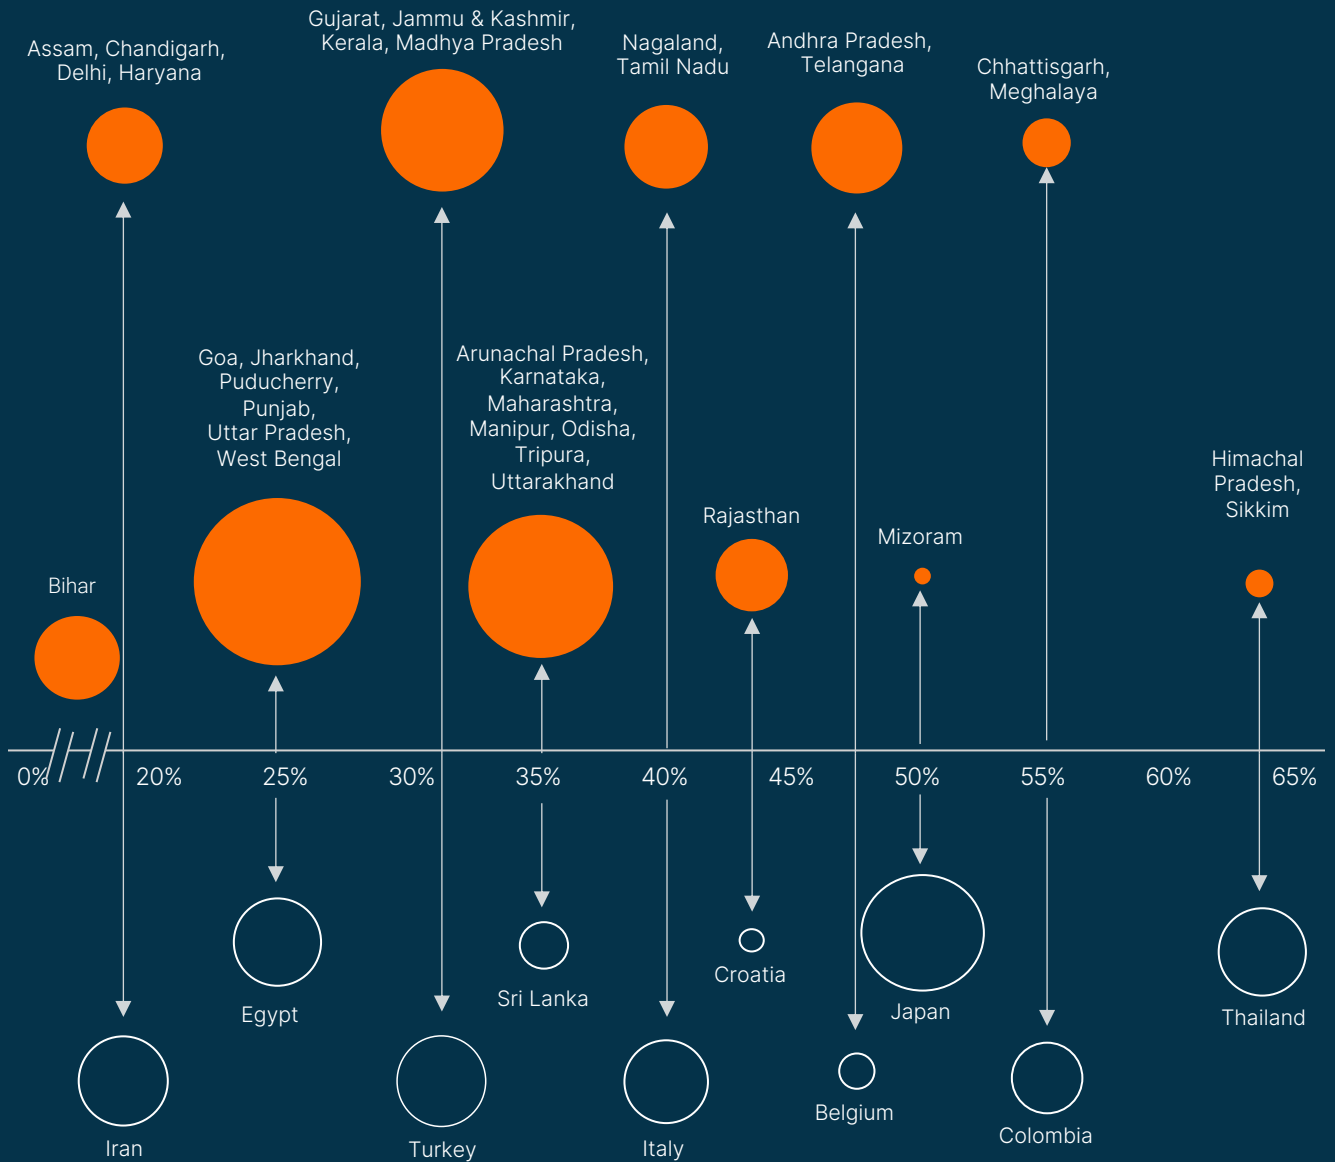 Assam, Chandigarh,
Delhi, Haryana
Gujarat, Jammu & Kashmir,
Kerala, Madhya Pradesh
Nagaland,
Tamil Nadu
Andhra Pradesh,
Telangana
Chhattisgarh,
Meghalaya
Bihar
Goa, Jharkhand,
Puducherry,
Punjab,
Uttar Pradesh,
West Bengal
Arunachal Pradesh,
Karnataka,
Maharashtra,
Manipur, Odisha,
Tripura,
Uttarakhand
Rajasthan
Mizoram
Himachal
Pradesh,
Sikkim
0% 20% 25% 30% 35% 40% 45% 50% 55% 60% 65%
Iran
Egypt
Turkey
Sri Lanka
Italy
Croatia
Belgium
Japan
Colombia
Thailand